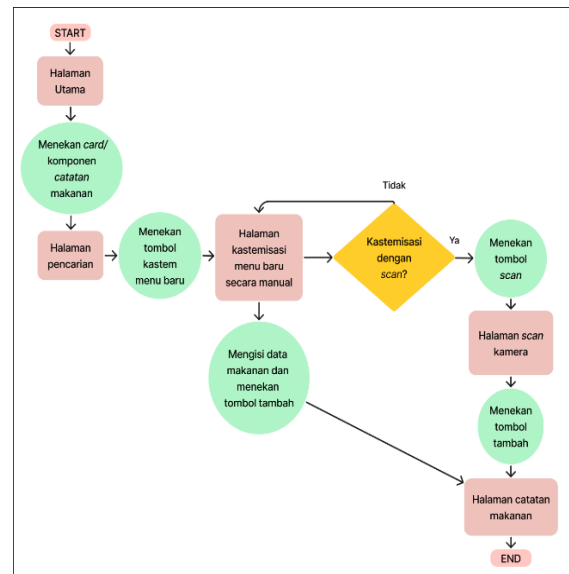 START
Halaman
Utama
Menekan card/
komponen
catatan
makanan
Halaman
pencarian
Menekan
tombol
kastem
menu baru
Halaman
kastemisasi
menu baru
secara manual
Tidak
Kastemisasi
dengan
scan?
Ya
Menekan
tombol
scan
Halaman scan
kamera
Mengisi data
makanan dan
menekan
tombol tambah
Menekan
tombol
tambah
Halaman catatan
makanan
END